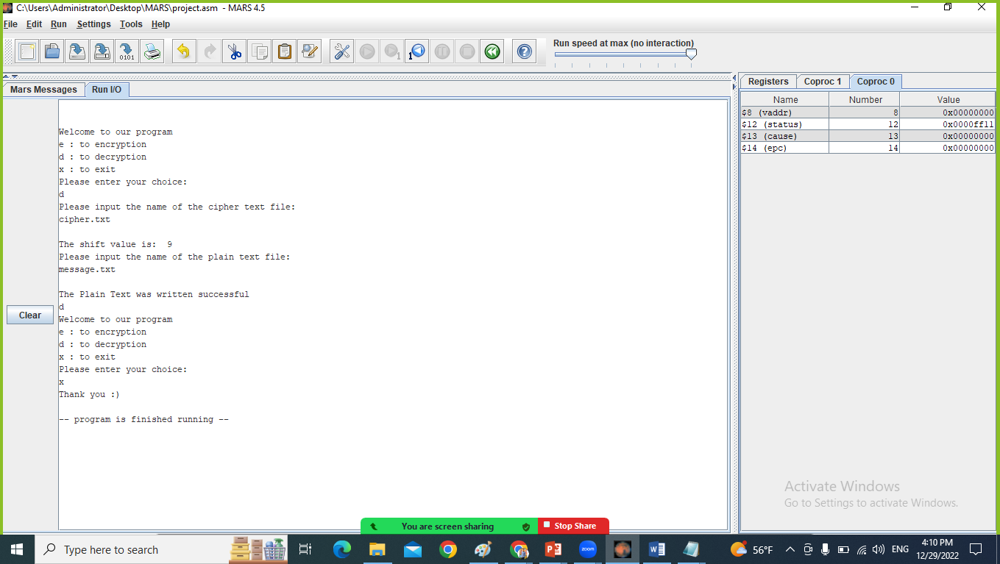 C:\Users\Administrator\Desktop\MARS\project.asm - MARS 4.5
File Edit Run Settings Tools Help
Run speed at max (no interaction)
Mars Messages Run I/O
Welcome to our program
e : to encryption
d : to decryption
x : to exit
Please enter your choice:
d
Please input the name of the cipher text file:
cipher.txt
The shift value is: 9
Please input the name of the plain text file:
message.txt
The Plain Text was written successful
d
Welcome to our program
e : to encryption
d : to decryption
x : to exit
Please enter your choice:
x
Thank you :)
-- program is finished running --
Clear
Registers Coproc 1 Coproc 0
Name Number Value
$8 (vaddr) 8 0x00000000
$12 (status) 12 0x0000ff11
$13 (cause) 13 0x00000000
$14 (epc) 14 0x00000000
Activate Windows
Go to Settings to activate Windows.
You are screen sharing Stop Share
Type here to search
zoom
56°F
ENG
4:10 PM
12/29/2022